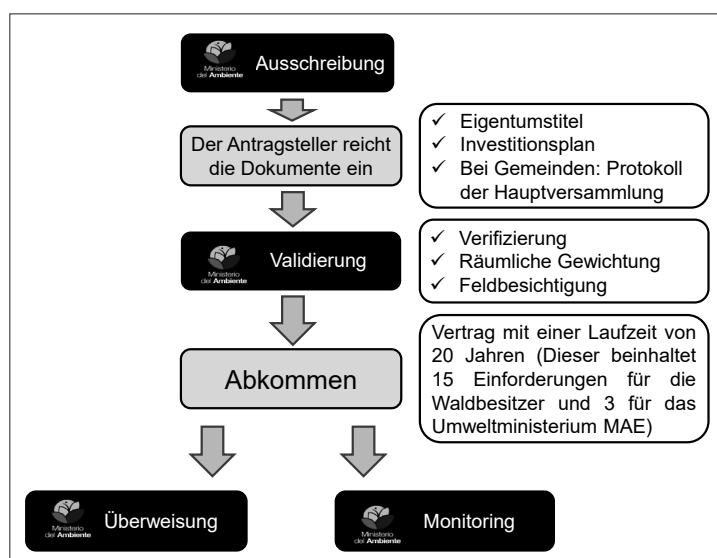 Ministerio
del Ambiente
Ausschreibung
Der Antragsteller reicht
die Dokumente ein
✓ Eigentumstitel
✓ Investitionsplan
✓ Bei Gemeinden: Protokoll
der Hauptversammlung
Ministerio
del Ambiente
Validierung
✓ Verifizierung
✓ Räumliche Gewichtung
✓ Feldbesichtigung
Abkommen
Vertrag mit einer Laufzeit von
20 Jahren (Dieser beinhaltet
15 Einforderungen für die
Waldbesitzer und 3 für das
Umweltministerium MAE)
Ministerio
del Ambiente
Überweisung
Ministerio
del Ambiente
Monitoring